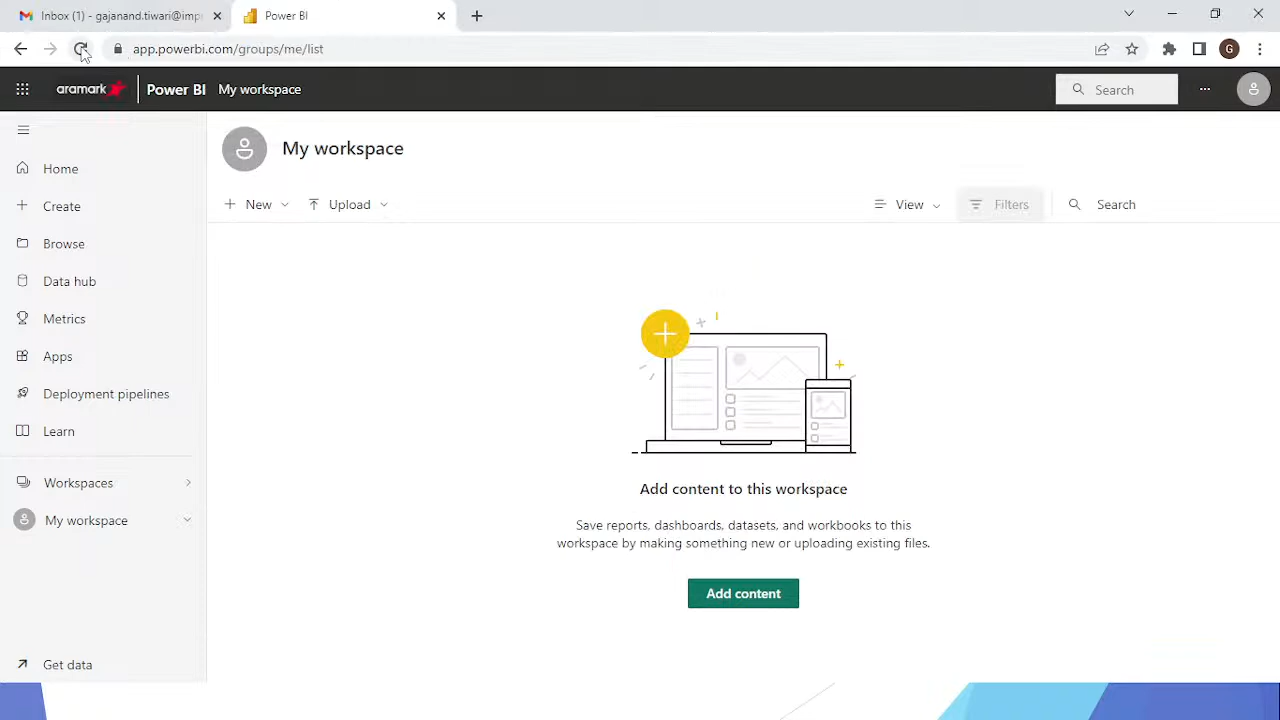 Inbox (1) - gajanand.tiwari@impr
Power BI
app.powerbi.com/groups/me/list
G
aramark
Power BI
My workspace
Search
My workspace
Home
New
Upload
View
Filters
Search
Create
Browse
Data hub
Metrics
Apps
Deployment pipelines
Learn
Workspaces
My workspace
Add content to this workspace
Save reports, dashboards, datasets, and workbooks to this
workspace by making something new or uploading existing files.
Add content
Get data